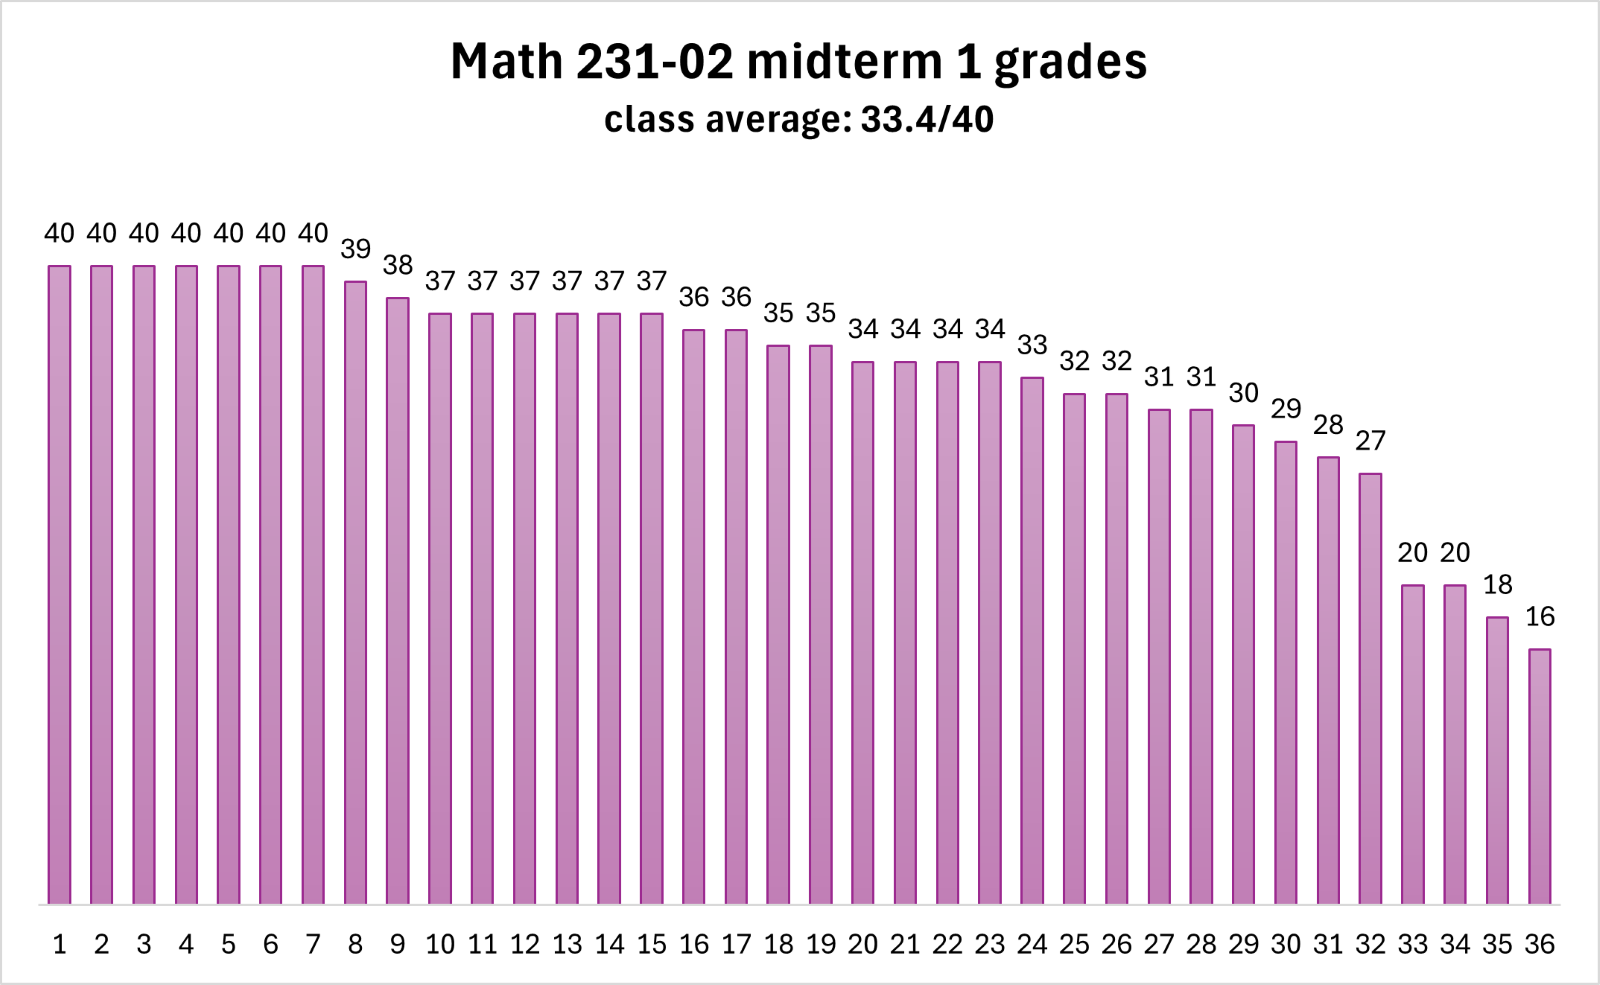 Math 231-02 midterm 1 grades
class average: 33.4/40
40 40 40 40 40 40 40 39 38 37 37 37 37 37 37 36 36 35 35 34 34 34 34 33 32 32 31 31 30 29 28 27 20 20 18 16
1 2 3 4 5 6 7 8 9 10 11 12 13 14 15 16 17 18 19 20 21 22 23 24 25 26 27 28 29 30 31 32 33 34 35 36